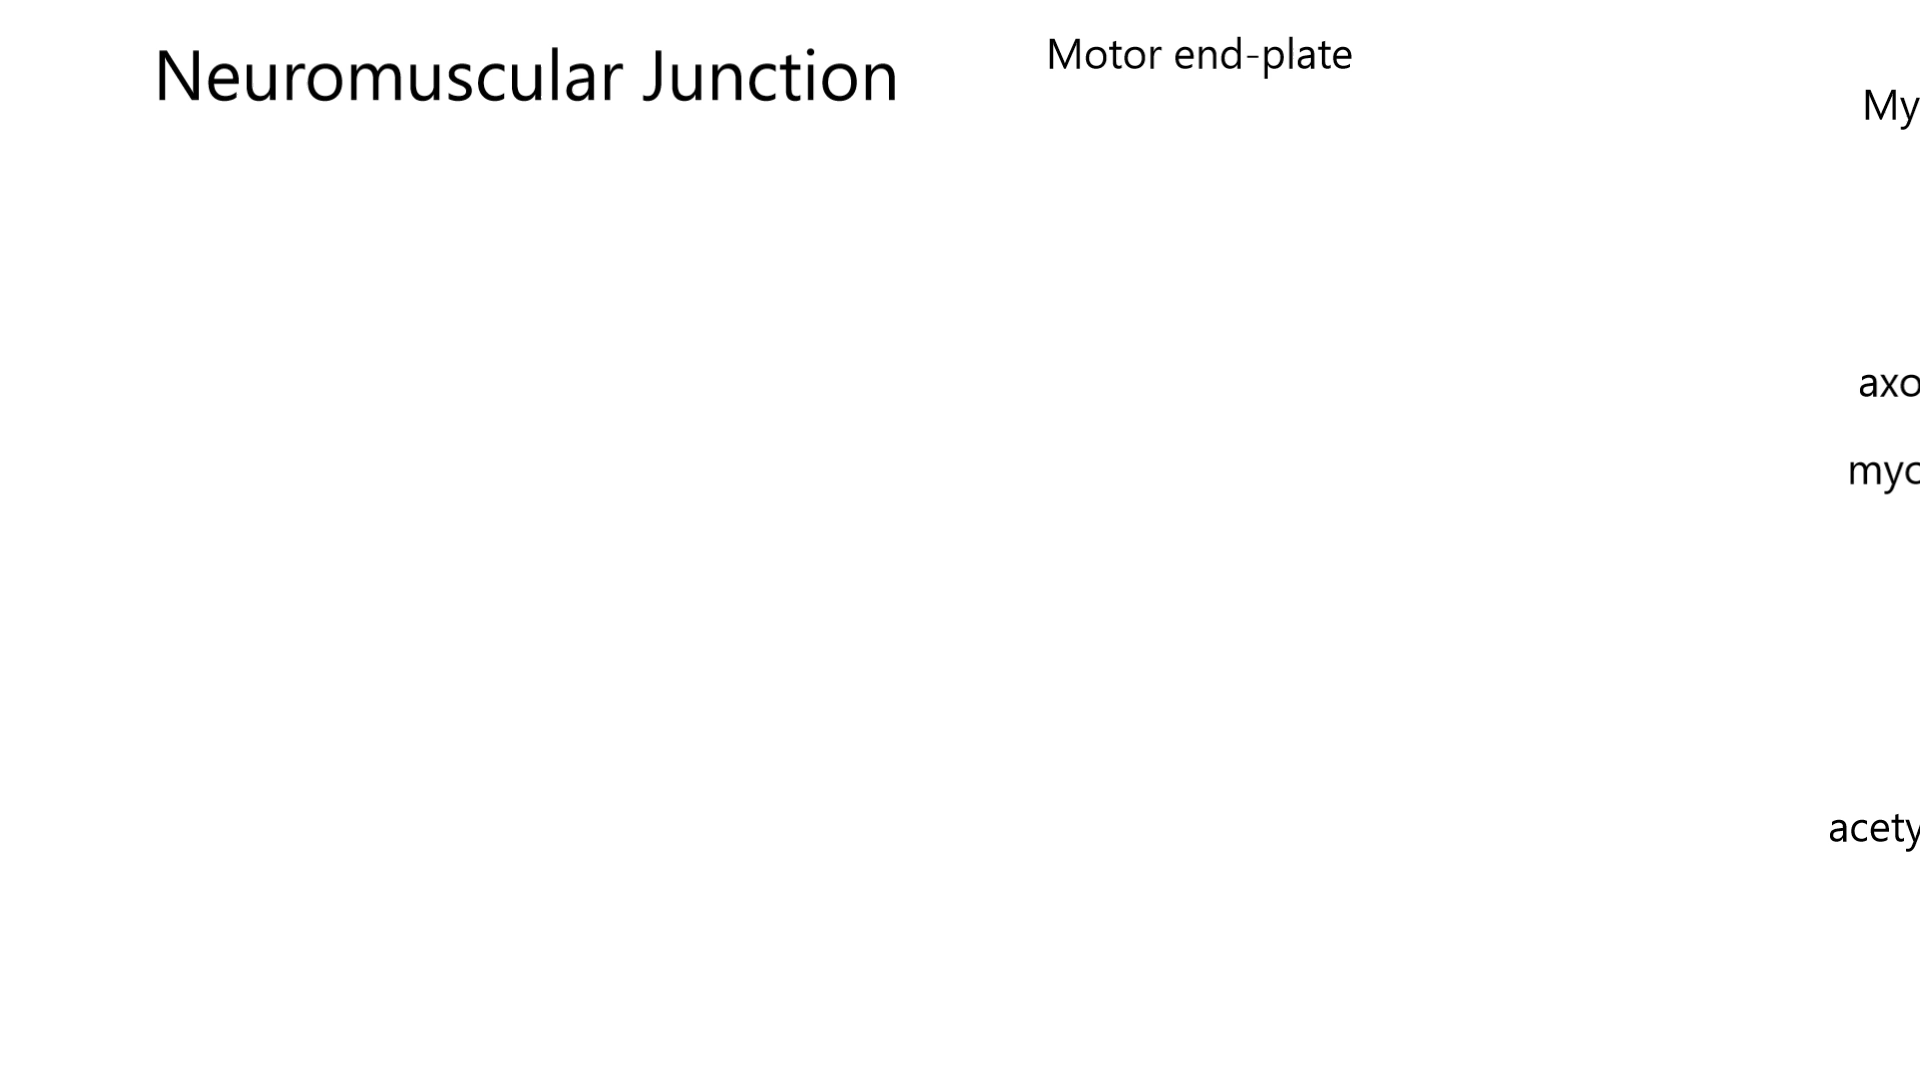 Neuromuscular Junction
Motor end-plate
My
axo
myo
acety